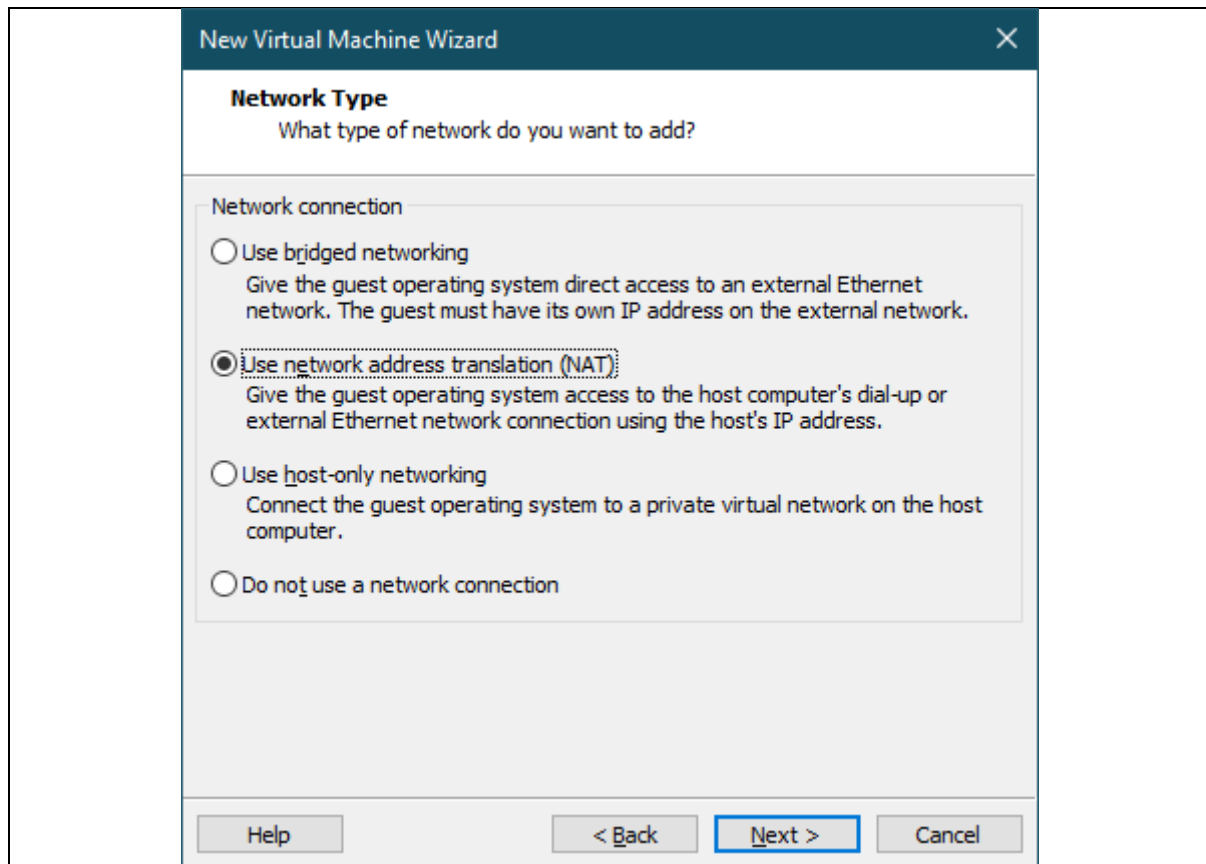 New Virtual Machine Wizard
Network Type
What type of network do you want to add?
Network connection
Use bridged networking
Give the guest operating system direct access to an external Ethernet
network. The guest must have its own IP address on the external network.
Use network address translation (NAT)
Give the guest operating system access to the host computer's dial-up or
external Ethernet network connection using the host's IP address.
Use host-only networking
Connect the guest operating system to a private virtual network on the host
computer.
Do not use a network connection
Help
< Back
Next >
Cancel